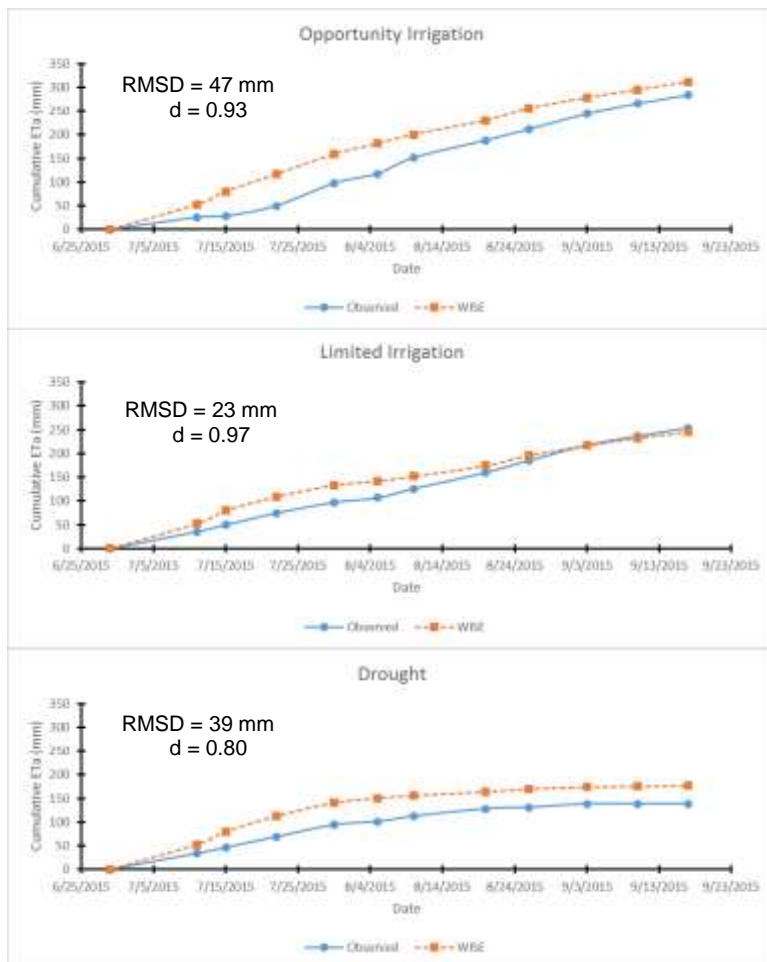 Opportunity Irrigation
RMSD = 47 mm
d = 0.93
Cumulative ETa (mm)
350
300
250
200
150
100
50
0
6/25/2015 7/5/2015 7/15/2015 7/25/2015 8/4/2015 8/14/2015 8/24/2015 9/3/2015 9/13/2015 9/23/2015
Date
Observed WISE
Limited Irrigation
RMSD = 23 mm
d = 0.97
Cumulative ETa (mm)
350
300
250
200
150
100
50
0
6/25/2015 7/5/2015 7/15/2015 7/25/2015 8/4/2015 8/14/2015 8/24/2015 9/3/2015 9/13/2015 9/23/2015
Date
Observed WISE
Drought
RMSD = 39 mm
d = 0.80
Cumulative ETa (mm)
350
300
250
200
150
100
50
0
6/25/2015 7/5/2015 7/15/2015 7/25/2015 8/4/2015 8/14/2015 8/24/2015 9/3/2015 9/13/2015 9/23/2015
Date
Observed WISE